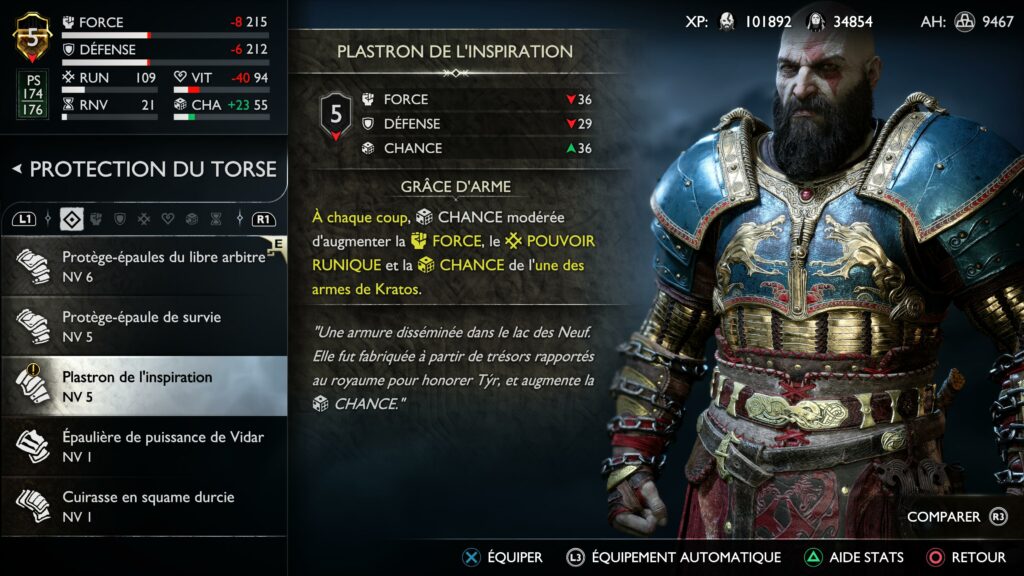 5
FORCE -8 215
DÉFENSE -6 212
PS 174 176
RUN 109 VIT -40 94
RNV 21 CHA +23 55
PROTECTION DU TORSE
L1 R1
E
Protège-épaules du libre arbitre
NV 6
Protège-épaule de survie
NV 5
Plastron de l'inspiration
NV 5
Épaulière de puissance de Vidar
NV 1
Cuirasse en squame durcie
NV 1
PLASTRON DE L'INSPIRATION
5
FORCE 36
DÉFENSE 29
CHANCE 36
GRÂCE D'ARME
À chaque coup, CHANCE modérée
d'augmenter la FORCE, le POUVOIR
RUNIQUE et la CHANCE de l'une des
armes de Kratos.
"Une armure disséminée dans le lac des Neuf.
Elle fut fabriquée à partir de trésors rapportés
au royaume pour honorer Týr, et augmente la
CHANCE."
XP: 101892 34854 AH: 9467
COMPARER R3
ÉQUIPER L3 ÉQUIPEMENT AUTOMATIQUE AIDE STATS RETOUR